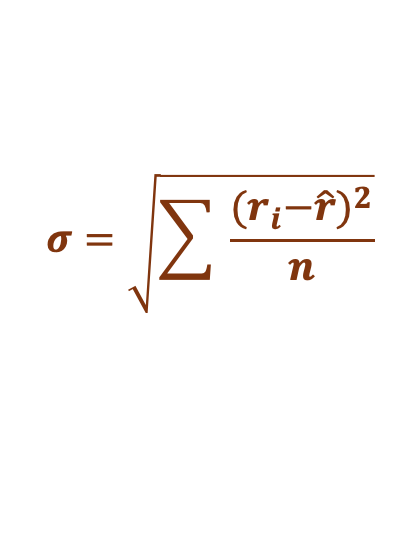 σ = √∑ (rᵢ−r̂)² / n